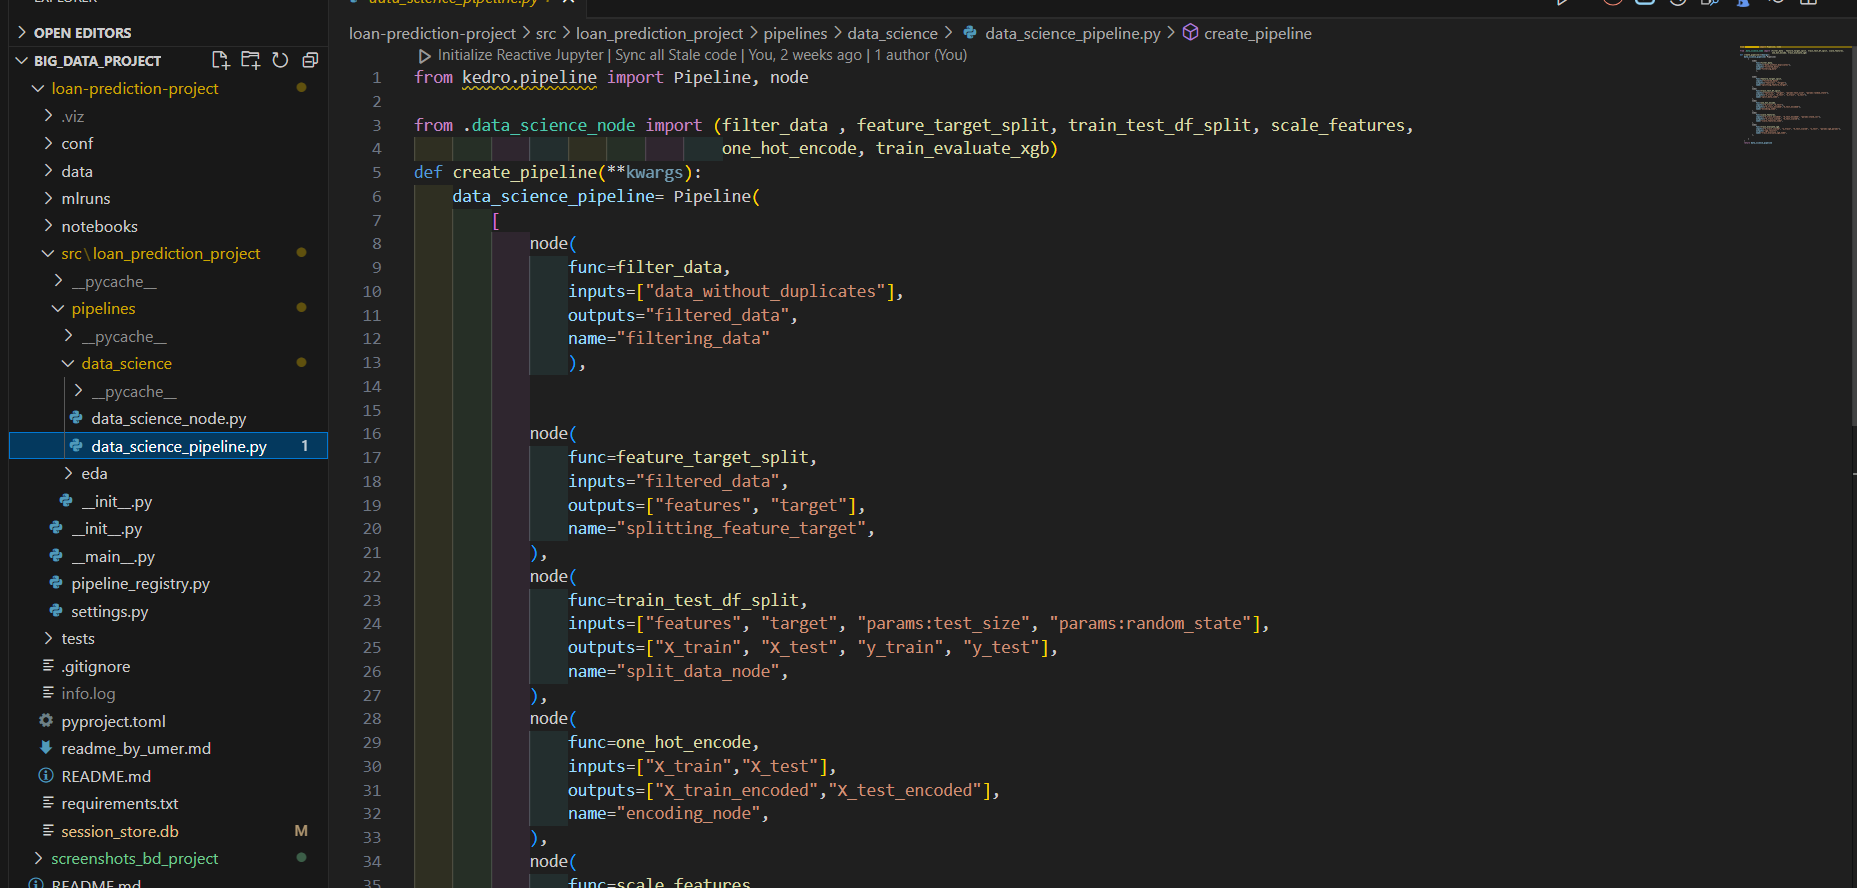 EXPLORER
OPEN EDITORS
BIG_DATA_PROJECT
loan-prediction-project
.viz
conf
data
mlruns
notebooks
src\loan_prediction_project
__pycache__
pipelines
__pycache__
data_science
__pycache__
data_science_node.py
data_science_pipeline.py 1
eda
__init__.py
__init__.py
__main__.py
pipeline_registry.py
settings.py
tests
.gitignore
info.log
pyproject.toml
readme_by_umer.md
README.md
requirements.txt
session_store.db M
screenshots_bd_project
README.md
data_science_pipeline.py
loan-prediction-project > src > loan_prediction_project > pipelines > data_science > data_science_pipeline.py > create_pipeline
Initialize Reactive Jupyter | Sync all Stale code | You, 2 weeks ago | 1 author (You)
1 from kedro.pipeline import Pipeline, node
2
3 from .data_science_node import (filter_data , feature_target_split, train_test_df_split, scale_features,
4 one_hot_encode, train_evaluate_xgb)
5 def create_pipeline(**kwargs):
6 data_science_pipeline= Pipeline(
7 [
8 node(
9 func=filter_data,
10 inputs=["data_without_duplicates"],
11 outputs="filtered_data",
12 name="filtering_data"
13 ),
14
15
16 node(
17 func=feature_target_split,
18 inputs="filtered_data",
19 outputs=["features", "target"],
20 name="splitting_feature_target",
21 ),
22 node(
23 func=train_test_df_split,
24 inputs=["features", "target", "params:test_size", "params:random_state"],
25 outputs=["X_train", "X_test", "y_train", "y_test"],
26 name="split_data_node",
27 ),
28 node(
29 func=one_hot_encode,
30 inputs=["X_train","X_test"],
31 outputs=["X_train_encoded","X_test_encoded"],
32 name="encoding_node",
33 ),
34 node(
35 func=scale_features,